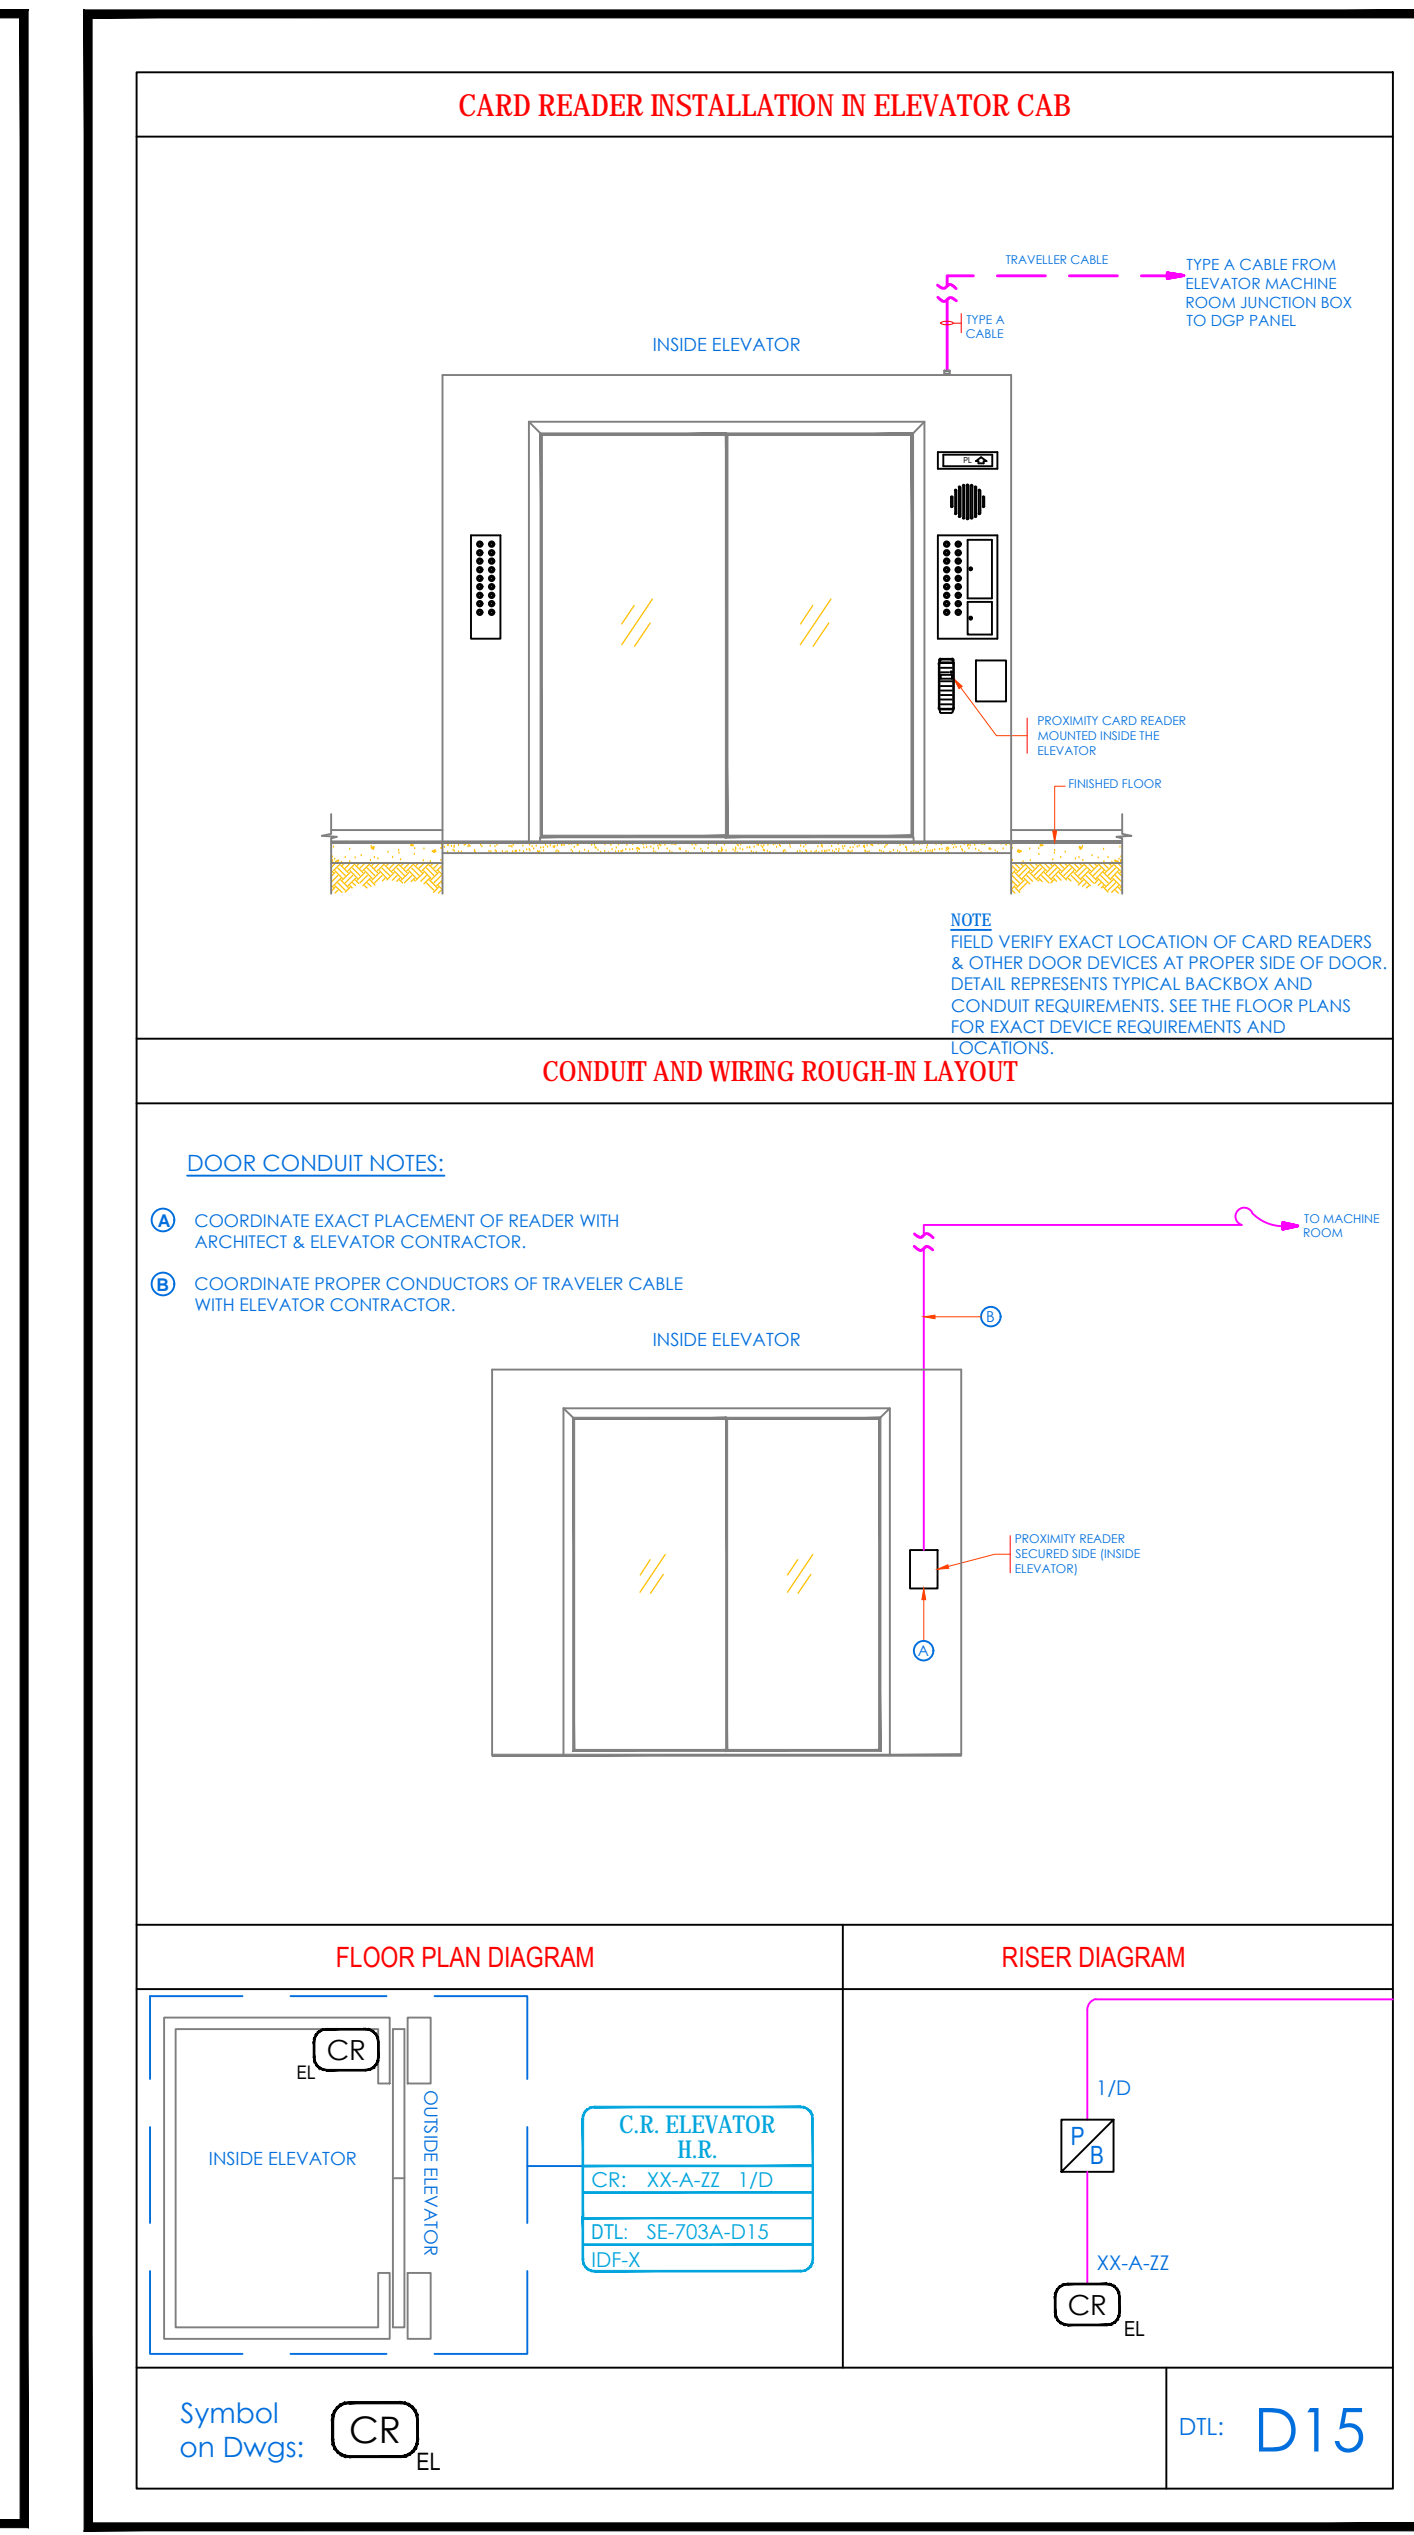 CARD READER INSTALLATION IN ELEVATOR CAB
TRAVELLER CABLE
TYPE A CABLE FROM
ELEVATOR MACHINE
ROOM JUNCTION BOX
TO DGP PANEL
TYPE A
CABLE
INSIDE ELEVATOR
PL
PROXIMITY CARD READER
MOUNTED INSIDE THE
ELEVATOR
FINISHED FLOOR
NOTE
FIELD VERIFY EXACT LOCATION OF CARD READERS
& OTHER DOOR DEVICES AT PROPER SIDE OF DOOR.
DETAIL REPRESENTS TYPICAL BACKBOX AND
CONDUIT REQUIREMENTS. SEE THE FLOOR PLANS
FOR EXACT DEVICE REQUIREMENTS AND
LOCATIONS.
CONDUIT AND WIRING ROUGH-IN LAYOUT
DOOR CONDUIT NOTES:
A COORDINATE EXACT PLACEMENT OF READER WITH
ARCHITECT & ELEVATOR CONTRACTOR.
B COORDINATE PROPER CONDUCTORS OF TRAVELER CABLE
WITH ELEVATOR CONTRACTOR.
TO MACHINE
ROOM
B
INSIDE ELEVATOR
PROXIMITY READER
SECURED SIDE (INSIDE
ELEVATOR)
A
FLOOR PLAN DIAGRAM
CR
EL
INSIDE ELEVATOR
OUTSIDE ELEVATOR
C.R. ELEVATOR
H.R.
CR: XX-A-ZZ 1/D
DTL: SE-703A-D15
IDF-X
RISER DIAGRAM
1/D
P
B
XX-A-ZZ
CR
EL
Symbol
on Dwgs:
CR
EL
DTL: D15